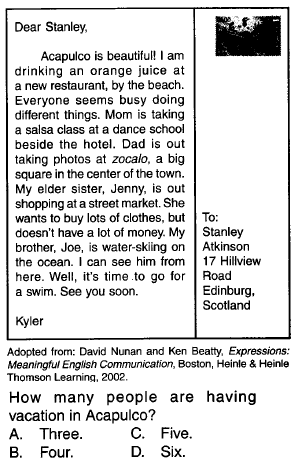 Dear Stanley,
Acapulco is beautiful! I am
drinking an orange juice at
a new restaurant, by the beach.
Everyone seems busy doing
different things. Mom is taking
a salsa class at a dance school
beside the hotel. Dad is out
taking photos at zocalo, a big
square in the center of the town.
My elder sister, Jenny, is out
shopping at a street market. She
wants to buy lots of clothes, but
doesn't have a lot of money. My
brother, Joe, is water-skiing on
the ocean. I can see him from
here. Well, it's time to go for
a swim. See you soon.
Kyler
To:
Stanley
Atkinson
17 Hillview
Road
Edinburg,
Scotland
Adopted from: David Nunan and Ken Beatty, Expressions:
Meaningful English Communication, Boston, Heinle & Heinle
Thomson Learning, 2002.
How many people are having
vacation in Acapulco?
A. Three. C. Five.
B. Four. D. Six.